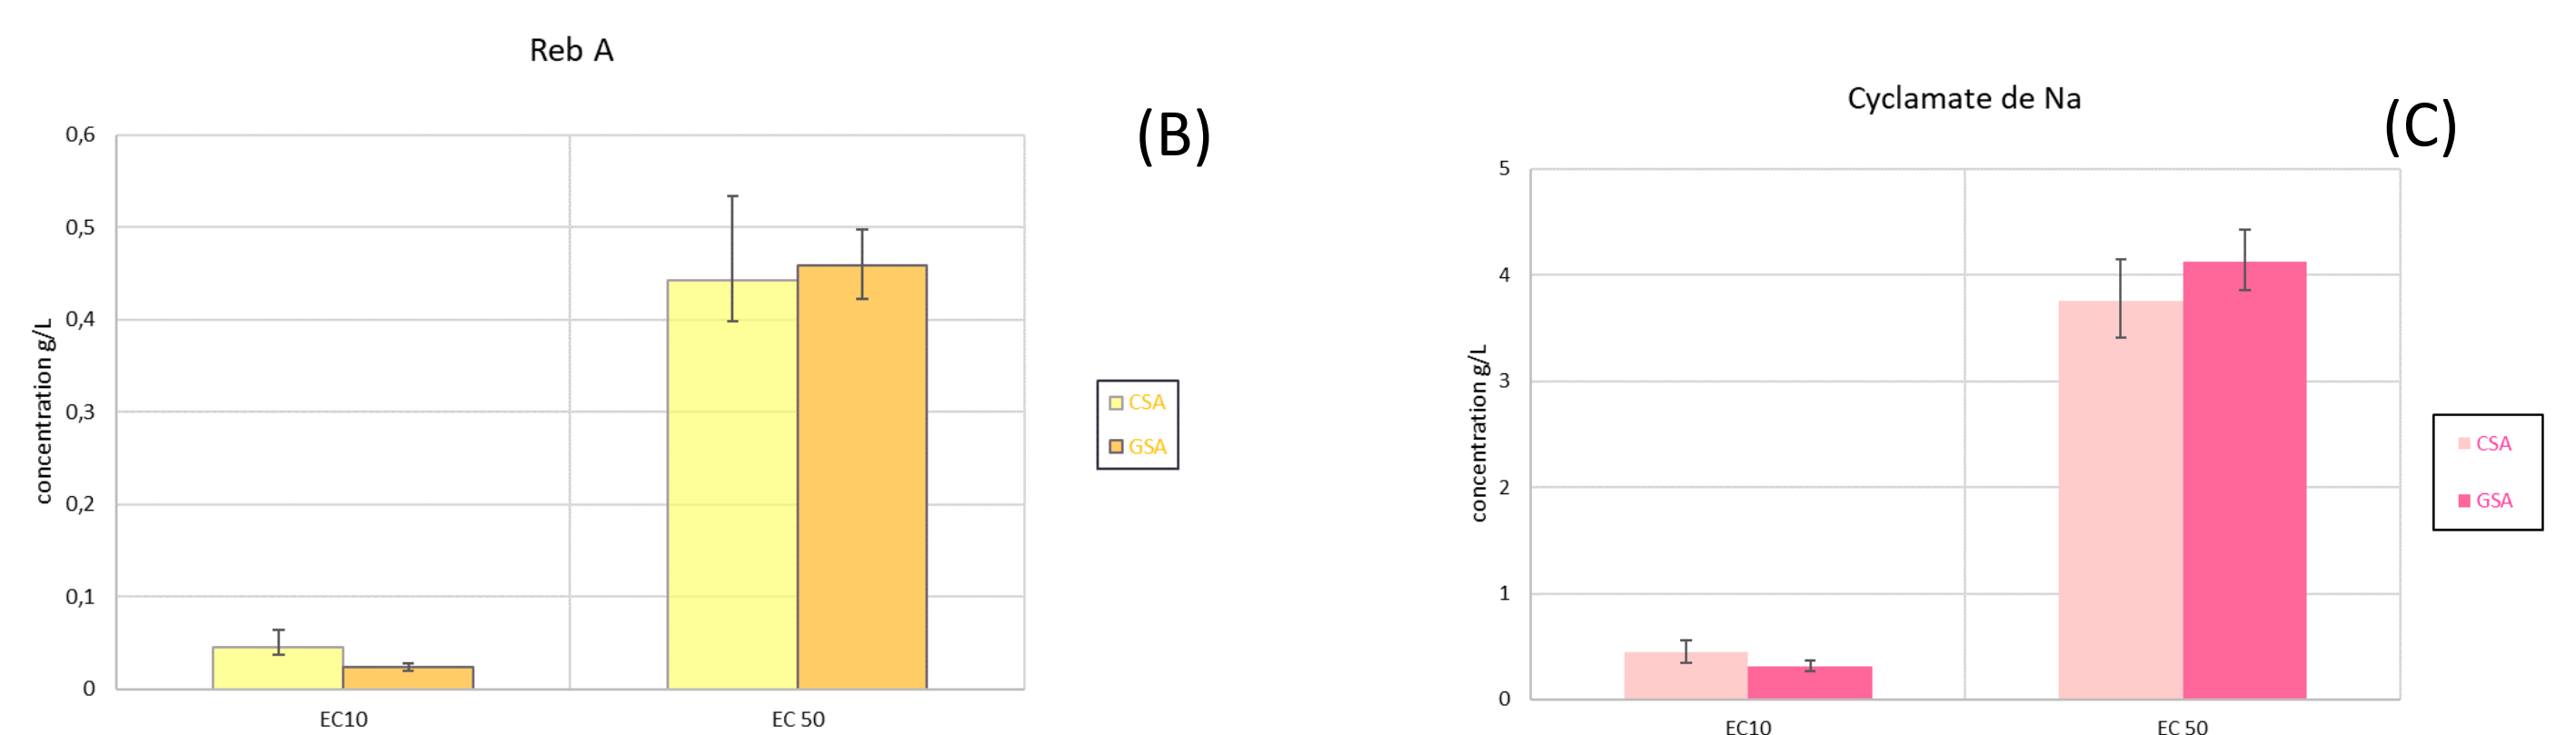 Reb A
(B)
concentration g/L
0,6
0,5
0,4
0,3
0,2
0,1
0
EC10
EC 50
CSA
GSA
Cyclamate de Na
(C)
concentration g/L
5
4
3
2
1
0
EC10
EC 50
CSA
GSA